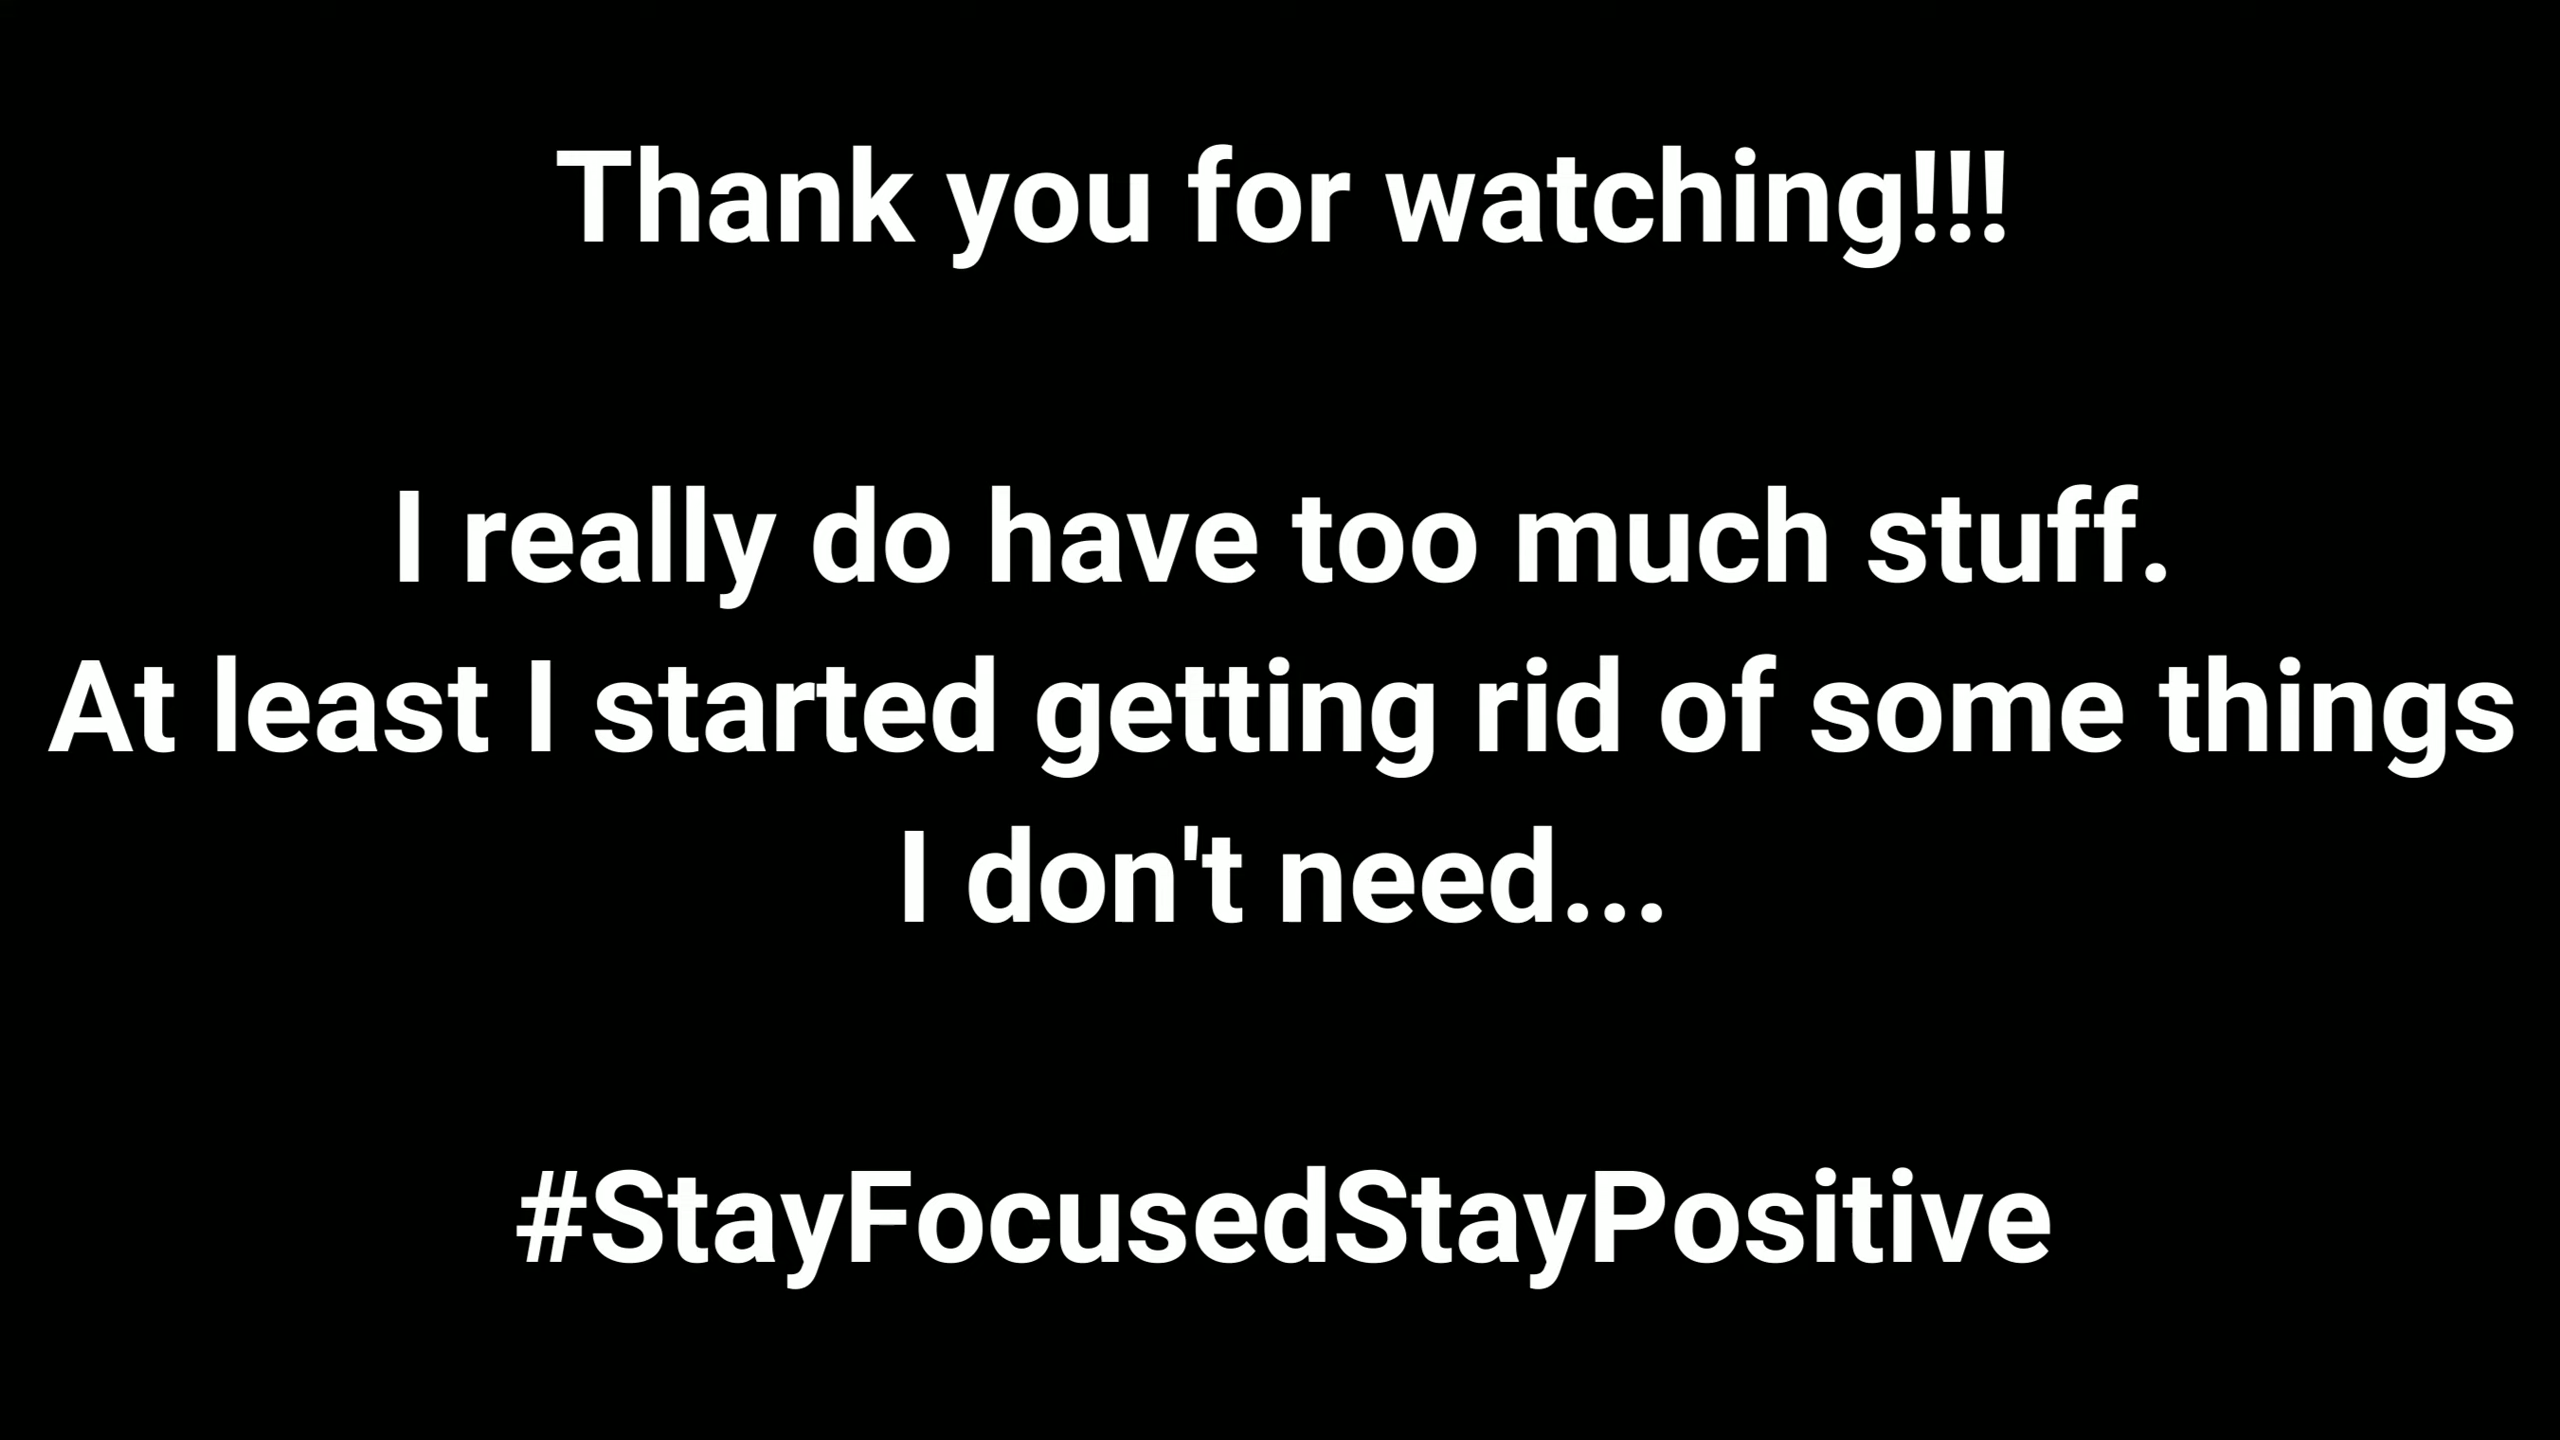 Thank you for watching!!!
I really do have too much stuff.
At least I started getting rid of some things
I don't need...
#StayFocusedStayPositive